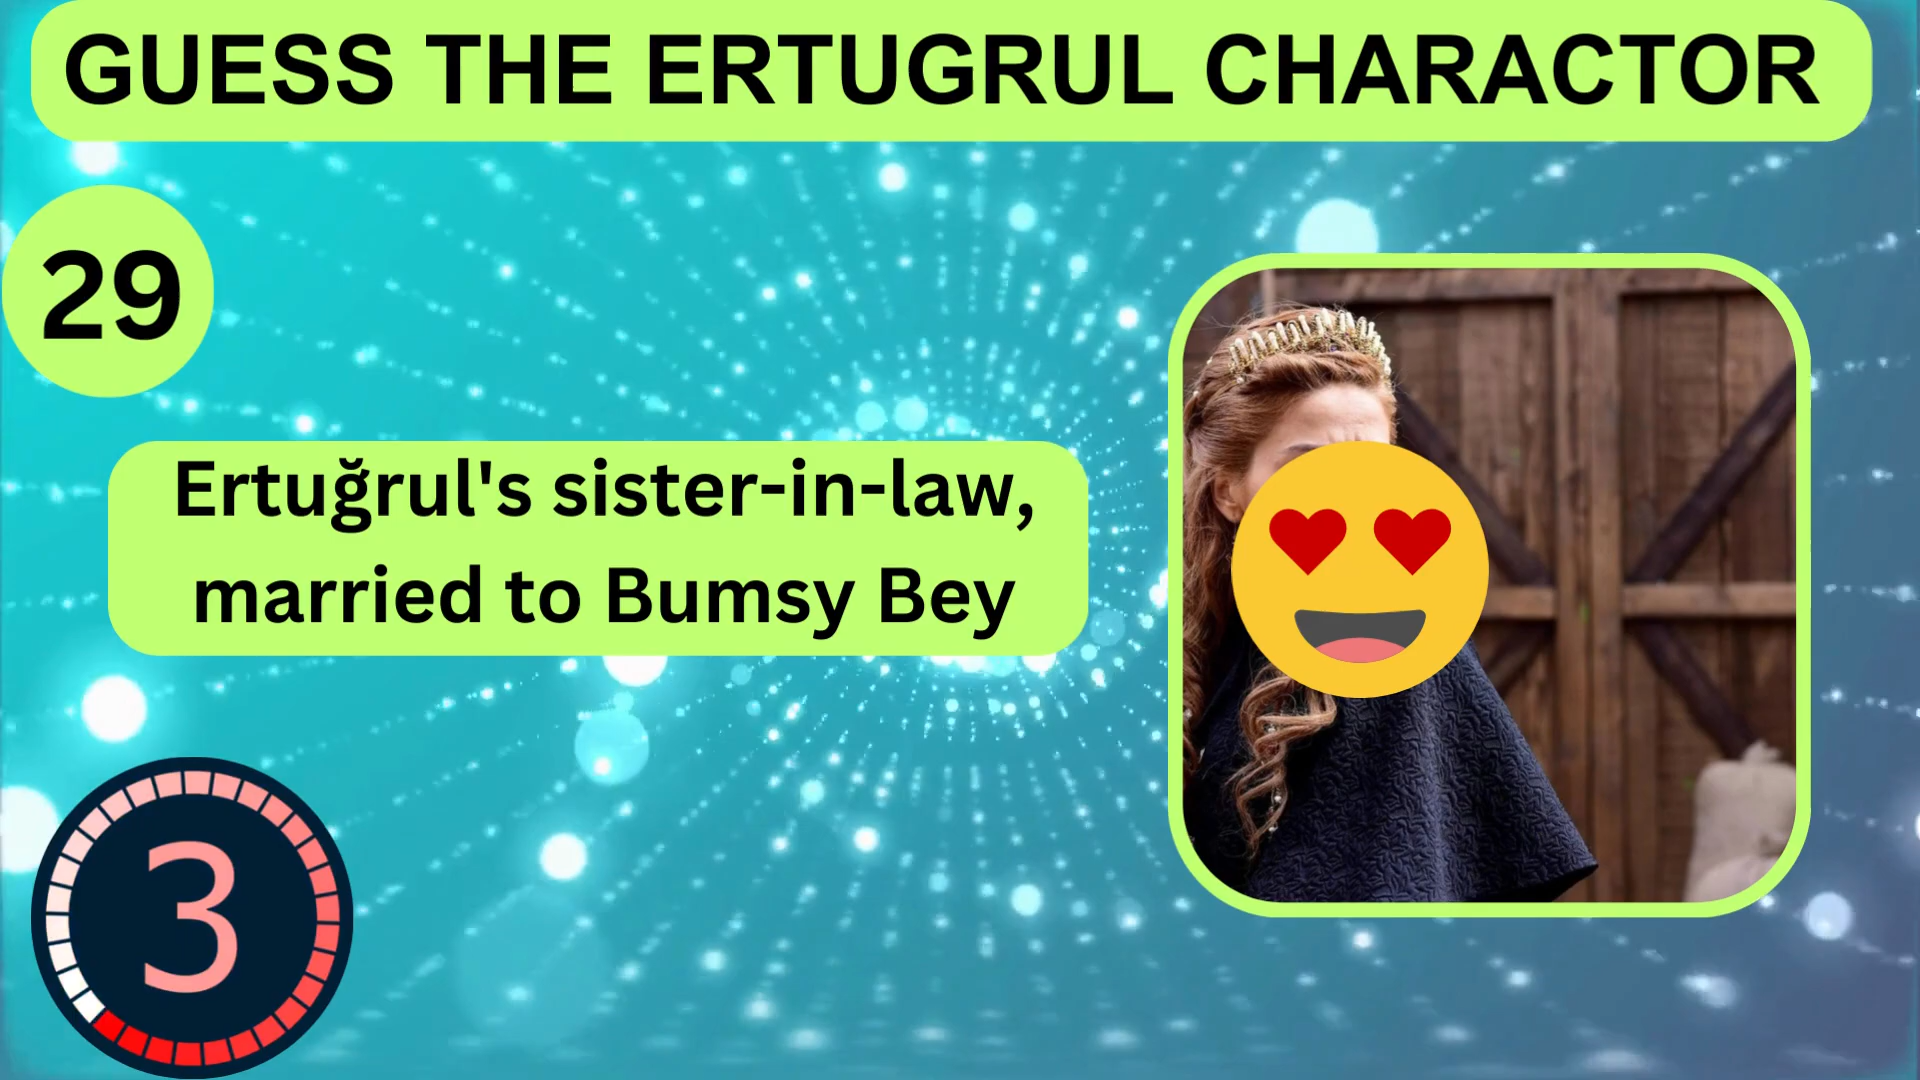 GUESS THE ERTUGRUL CHARACTOR
29
Ertuğrul's sister-in-law,
married to Bumsy Bey
3